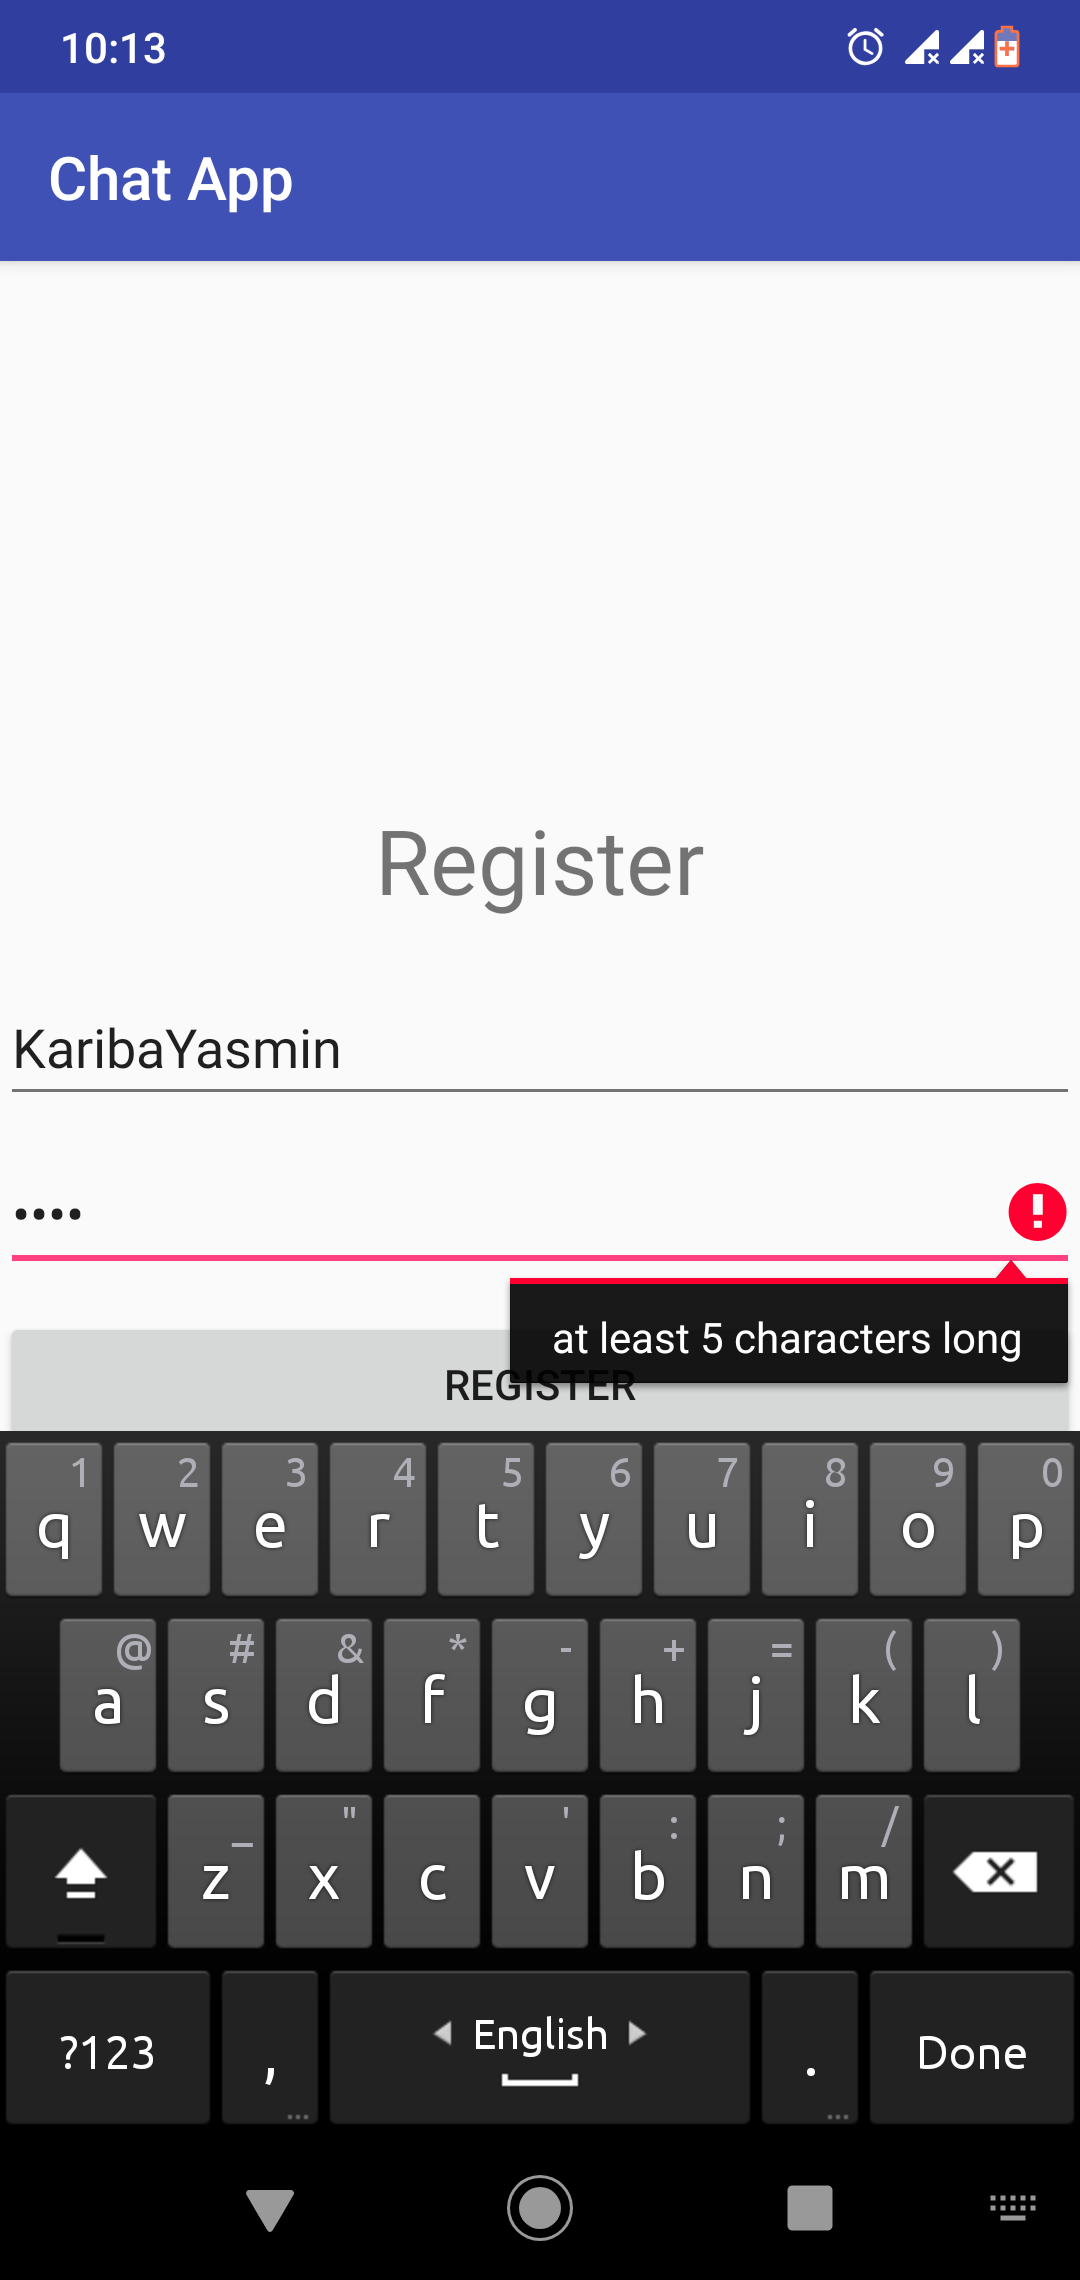 10:13
Chat App
Register
KaribaYasmin
••••
at least 5 characters long
REGISTER
1 2 3 4 5 6 7 8 9 0
q w e r t y u i o p
@ # & * - + = ( )
a s d f g h j k l
_ " ' : ; /
z x c v b n m
?123 , English . Done